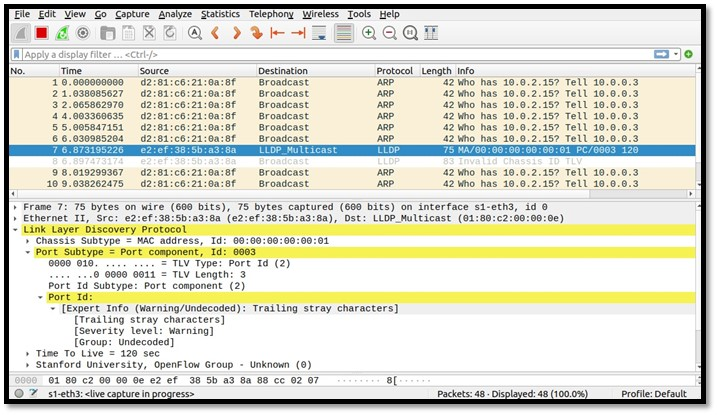 File Edit View Go Capture Analyze Statistics Telephony Wireless Tools Help
Apply a display filter … <Ctrl-/>
No. Time Source Destination Protocol Length Info
1 0.000000000 d2:81:c6:21:0a:8f Broadcast ARP 42 Who has 10.0.2.15? Tell 10.0.0.3
2 1.038085627 d2:81:c6:21:0a:8f Broadcast ARP 42 Who has 10.0.2.15? Tell 10.0.0.3
3 2.065862970 d2:81:c6:21:0a:8f Broadcast ARP 42 Who has 10.0.2.15? Tell 10.0.0.3
4 4.003360635 d2:81:c6:21:0a:8f Broadcast ARP 42 Who has 10.0.2.15? Tell 10.0.0.3
5 5.005847151 d2:81:c6:21:0a:8f Broadcast ARP 42 Who has 10.0.2.15? Tell 10.0.0.3
6 6.030985204 d2:81:c6:21:0a:8f Broadcast ARP 42 Who has 10.0.2.15? Tell 10.0.0.3
7 6.873195226 e2:ef:38:5b:a3:8a LLDP_Multicast LLDP 75 MA/00:00:00:00:00:01 PC/0003 120
8 6.897473174 e2:ef:38:5b:a3:8a Broadcast LLDP 83 Invalid Chassis ID TLV
9 8.019299367 d2:81:c6:21:0a:8f Broadcast ARP 42 Who has 10.0.2.15? Tell 10.0.0.3
10 9.038262475 d2:81:c6:21:0a:8f Broadcast ARP 42 Who has 10.0.2.15? Tell 10.0.0.3
Frame 7: 75 bytes on wire (600 bits), 75 bytes captured (600 bits) on interface s1-eth3, id 0
Ethernet II, Src: e2:ef:38:5b:a3:8a (e2:ef:38:5b:a3:8a), Dst: LLDP_Multicast (01:80:c2:00:00:0e)
Link Layer Discovery Protocol
Chassis Subtype = MAC address, Id: 00:00:00:00:00:01
Port Subtype = Port component, Id: 0003
0000 010. .... .... = TLV Type: Port Id (2)
.... ...0 0000 0011 = TLV Length: 3
Port Id Subtype: Port component (2)
Port Id:
[Expert Info (Warning/Undecoded): Trailing stray characters]
[Trailing stray characters]
[Severity level: Warning]
[Group: Undecoded]
Time To Live = 120 sec
Stanford University, OpenFlow Group - Unknown (0)
0000 01 80 c2 00 00 0e e2 ef 38 5b a3 8a 88 cc 02 07 ········ 8[······
s1-eth3: <live capture in progress> Packets: 48 · Displayed: 48 (100.0%) Profile: Default